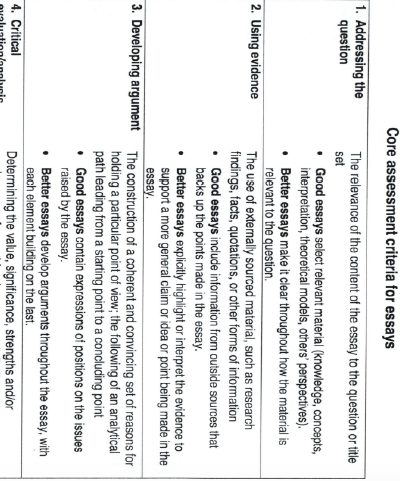 Core assessment criteria for essays
1. Addressing the
question
The relevance of the content of the essay to the question or title
set
• Good essays select relevant material (knowledge, concepts,
interpretation, theoretical models, others' perspectives).
• Better essays make it clear throughout how the material is
relevant to the question.
2. Using evidence
The use of externally sourced material, such as research
findings, facts, quotations, or other forms of information
• Good essays include information from outside sources that
backs up the points made in the essay.
• Better essays explicitly highlight or interpret the evidence to
support a more general claim or idea or point being made in the
essay.
3. Developing argument
The construction of a coherent and convincing set of reasons for
holding a particular point of view; the following of an analytical
path leading from a starting point to a concluding point
• Good essays contain expressions of positions on the issues
raised by the essay.
• Better essays develop arguments throughout the essay, with
each element building on the last.
4. Critical
evaluation/analysis
Determining the value, significance, strengths and/or